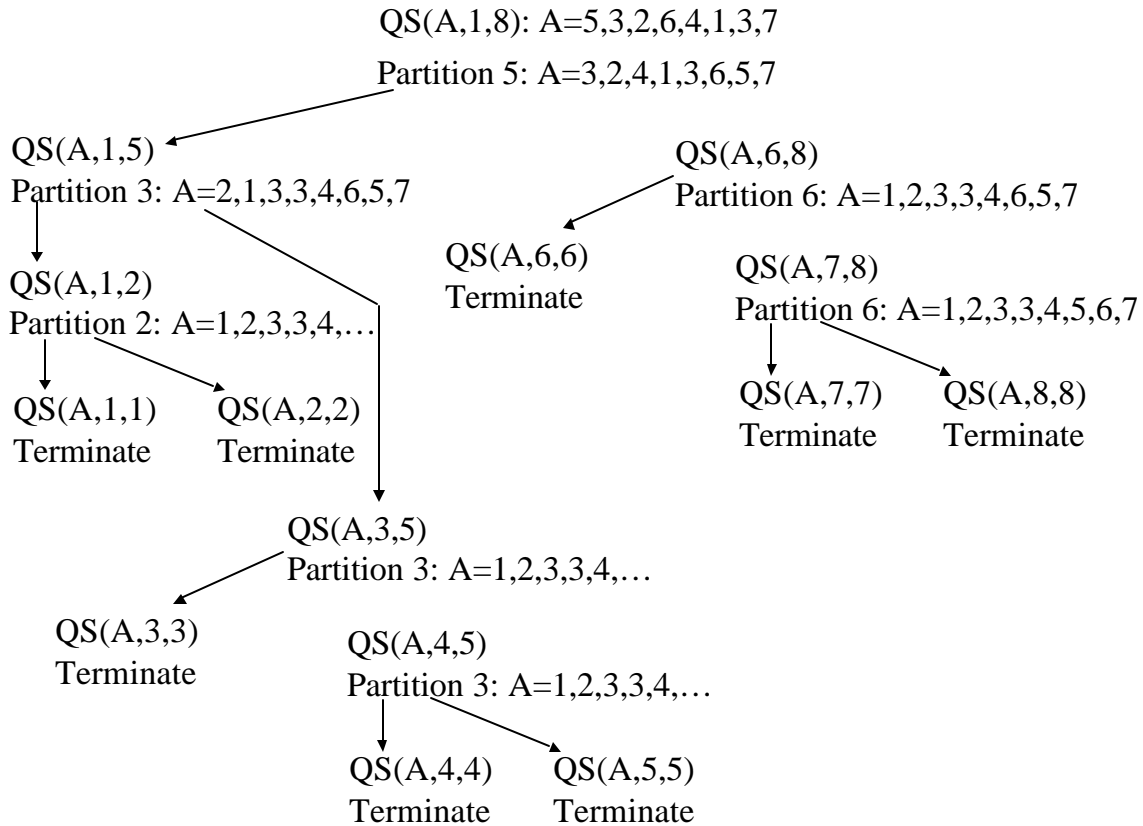 QS(A,1,8): A=5,3,2,6,4,1,3,7
Partition 5: A=3,2,4,1,3,6,5,7
QS(A,1,5)
Partition 3: A=2,1,3,3,4,6,5,7
QS(A,6,8)
Partition 6: A=1,2,3,3,4,6,5,7
QS(A,1,2)
Partition 2: A=1,2,3,3,4,…
QS(A,6,6)
Terminate
QS(A,7,8)
Partition 6: A=1,2,3,3,4,5,6,7
QS(A,1,1)
Terminate
QS(A,2,2)
Terminate
QS(A,7,7)
Terminate
QS(A,8,8)
Terminate
QS(A,3,5)
Partition 3: A=1,2,3,3,4,…
QS(A,3,3)
Terminate
QS(A,4,5)
Partition 3: A=1,2,3,3,4,…
QS(A,4,4)
Terminate
QS(A,5,5)
Terminate